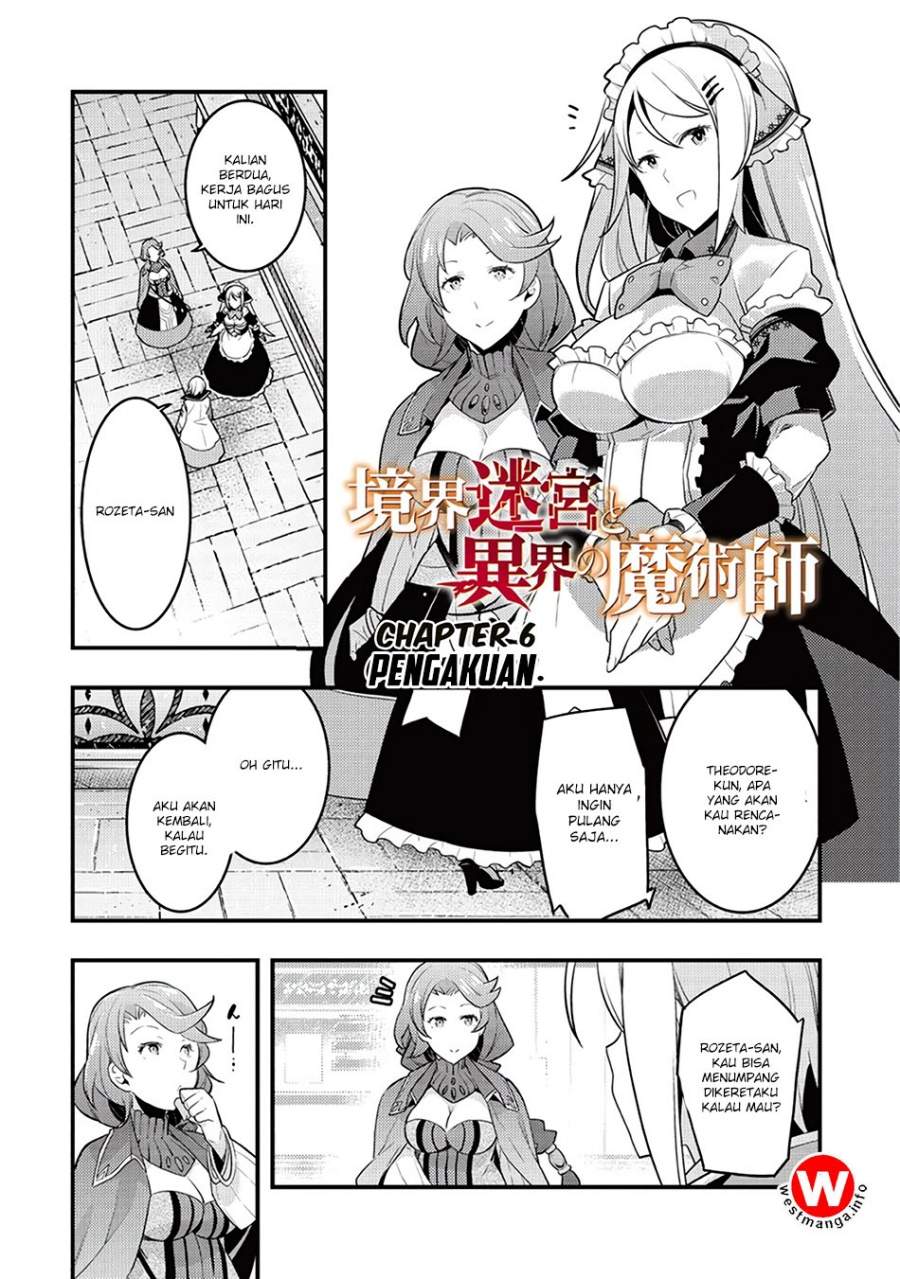 KALIAN
BERDUA,
KERJA BAGUS
UNTUK HARI
INI.
ROZETA-SAN
境界迷宮と
異界の魔術師
CHAPTER 6
PENGAKUAN.
THEODORE-
KUN, APA
YANG AKAN
KAU RENCA-
NAKAN?
AKU HANYA
INGIN
PULANG
SAJA...
OH GITU...
AKU AKAN
KEMBALI,
KALAU
BEGITU.
ROZETA-SAN,
KAU BISA
MENUMPANG
DIKERETAKU
KALAU MAU?
W
westmanga.info